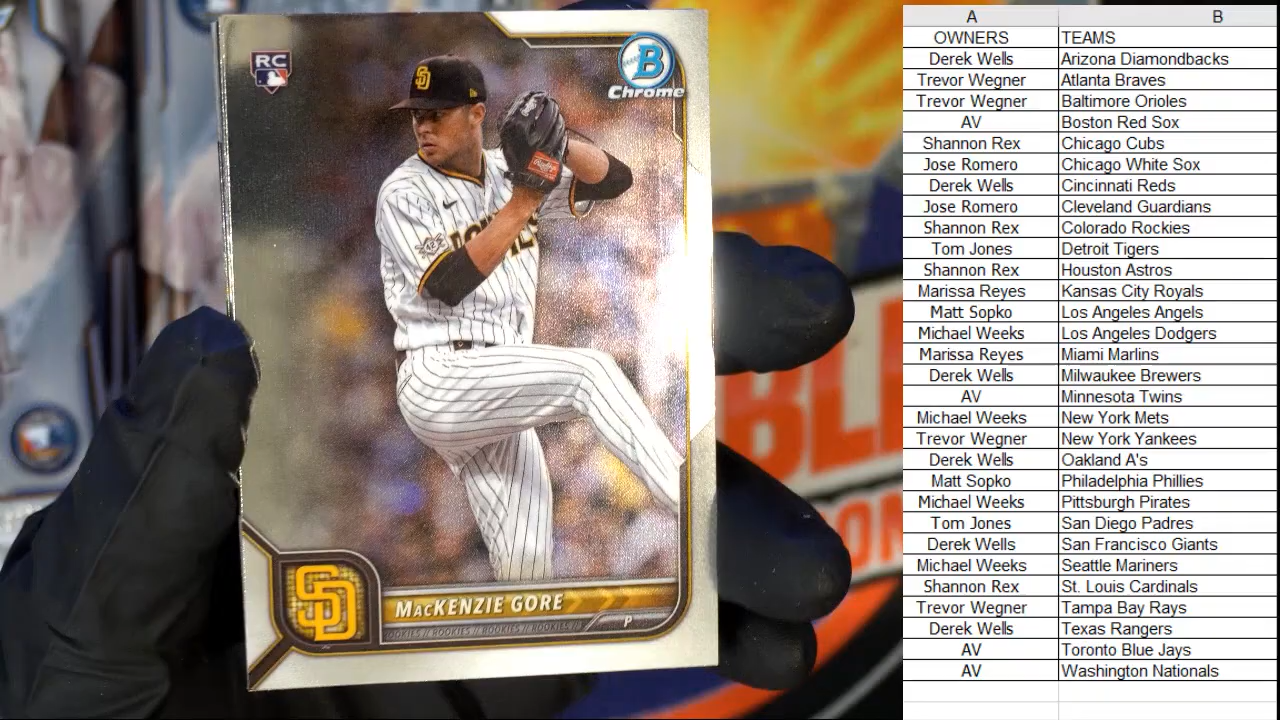 RC
B
Chrome
SD
MACKENZIE GORE
P
ROOKIES // ROOKIES // ROOKIES // ROOKIES //
SD
A B
OWNERS TEAMS
Derek Wells Arizona Diamondbacks
Trevor Wegner Atlanta Braves
Trevor Wegner Baltimore Orioles
AV Boston Red Sox
Shannon Rex Chicago Cubs
Jose Romero Chicago White Sox
Derek Wells Cincinnati Reds
Jose Romero Cleveland Guardians
Shannon Rex Colorado Rockies
Tom Jones Detroit Tigers
Shannon Rex Houston Astros
Marissa Reyes Kansas City Royals
Matt Sopko Los Angeles Angels
Michael Weeks Los Angeles Dodgers
Marissa Reyes Miami Marlins
Derek Wells Milwaukee Brewers
AV Minnesota Twins
Michael Weeks New York Mets
Trevor Wegner New York Yankees
Derek Wells Oakland A's
Matt Sopko Philadelphia Phillies
Michael Weeks Pittsburgh Pirates
Tom Jones San Diego Padres
Derek Wells San Francisco Giants
Michael Weeks Seattle Mariners
Shannon Rex St. Louis Cardinals
Trevor Wegner Tampa Bay Rays
Derek Wells Texas Rangers
AV Toronto Blue Jays
AV Washington Nationals